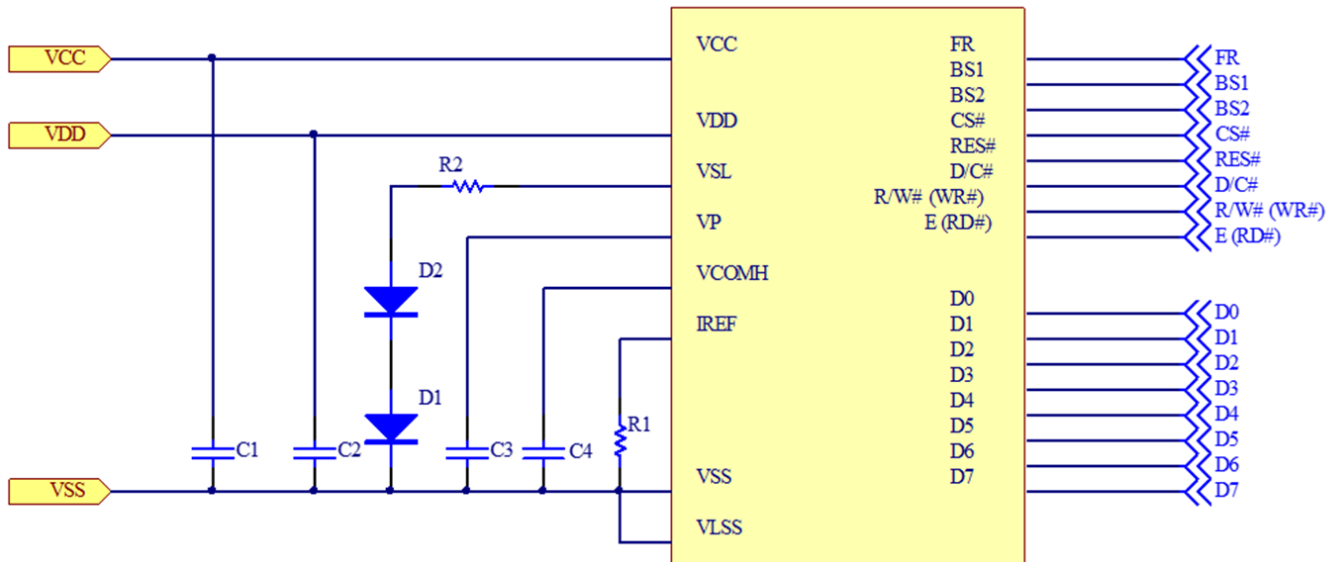 VCC
VDD
VSS
R2
D2
D1
C1
C2
C3
C4
R1
VCC
VDD
VSL
VP
VCOMH
IREF
VSS
VLSS
FR
BS1
BS2
CS#
RES#
D/C#
R/W# (WR#)
E (RD#)
D0
D1
D2
D3
D4
D5
D6
D7
FR
BS1
BS2
CS#
RES#
D/C#
R/W# (WR#)
E (RD#)
D0
D1
D2
D3
D4
D5
D6
D7